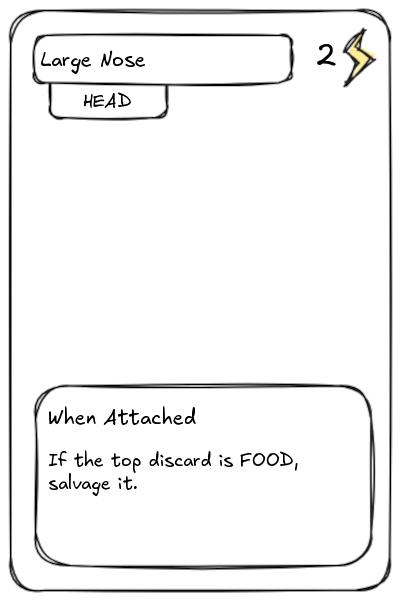 Large Nose
2
HEAD
When Attached
If the top discard is FOOD,
salvage it.